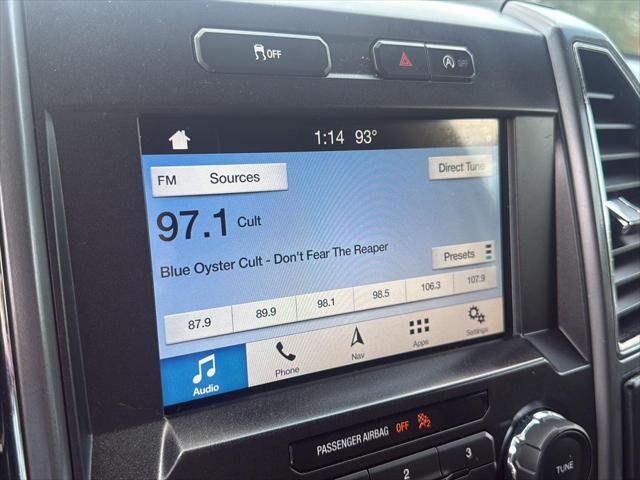 OFF
OFF
1:14 93°
FM Sources
Direct Tune
97.1 Cult
Blue Oyster Cult - Don't Fear The Reaper
Presets
87.9 89.9 98.1 98.5 106.3 107.9
Audio Phone Nav Apps Settings
PASSENGER AIRBAG OFF
2 3
TUNE